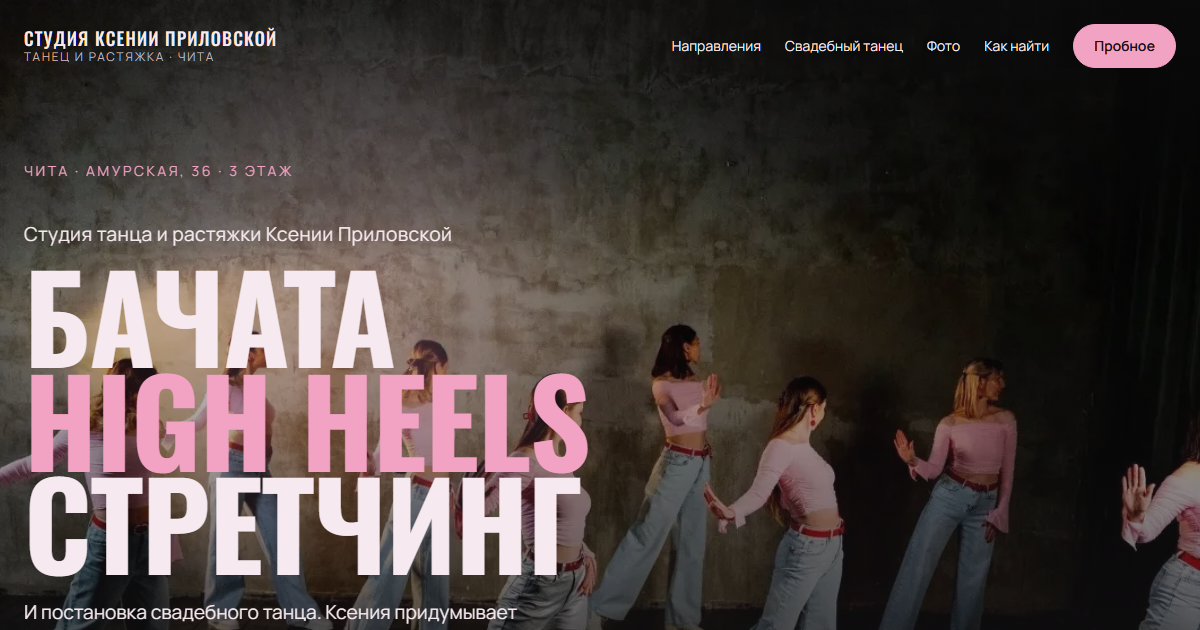 СТУДИЯ КСЕНИИ ПРИЛОВСКОЙ
ТАНЕЦ И РАСТЯЖКА · ЧИТА
Направления Свадебный танец Фото Как найти Пробное
ЧИТА · АМУРСКАЯ, 36 · 3 ЭТАЖ
Студия танца и растяжки Ксении Приловской
БАЧАТА
HIGH HEELS
СТРЕТЧИНГ
И постановка свадебного танца. Ксения придумывает